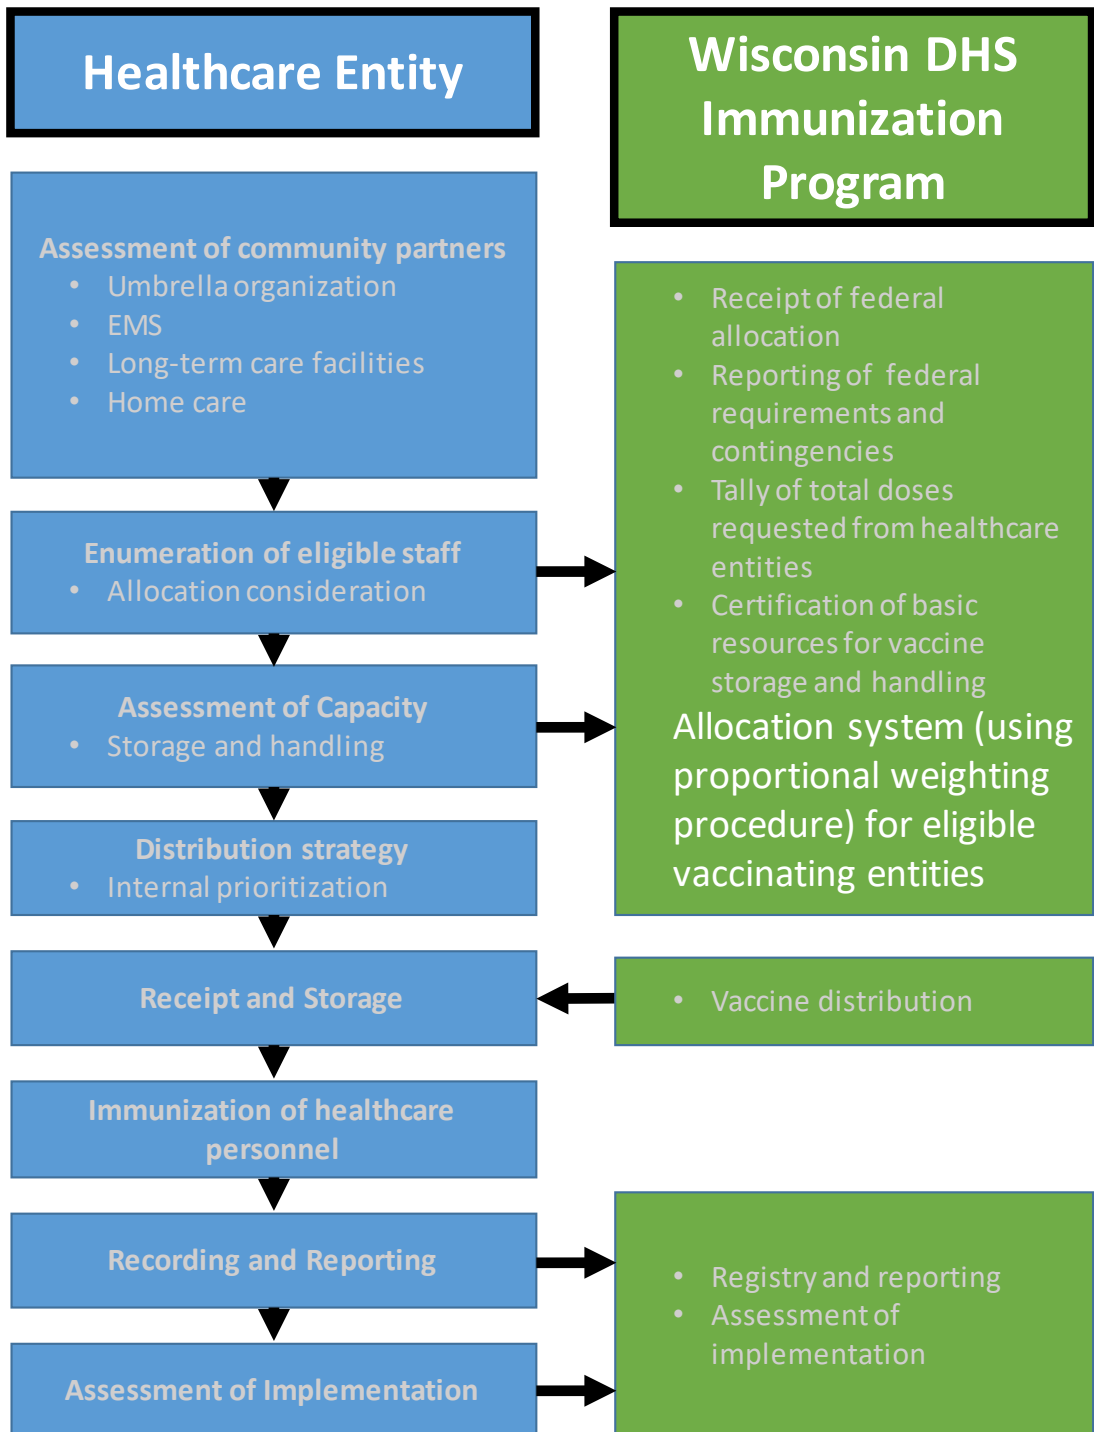 Healthcare Entity
Assessment of community partners
• Umbrella organization
• EMS
• Long-term care facilities
• Home care
Enumeration of eligible staff
• Allocation consideration
Assessment of Capacity
• Storage and handling
Distribution strategy
• Internal prioritization
Receipt and Storage
Immunization of healthcare
personnel
Recording and Reporting
Assessment of Implementation
Wisconsin DHS
Immunization
Program
• Receipt of federal
allocation
• Reporting of federal
requirements and
contingencies
• Tally of total doses
requested from healthcare
entities
• Certification of basic
resources for vaccine
storage and handling
Allocation system (using
proportional weighting
procedure) for eligible
vaccinating entities
• Vaccine distribution
• Registry and reporting
• Assessment of
implementation